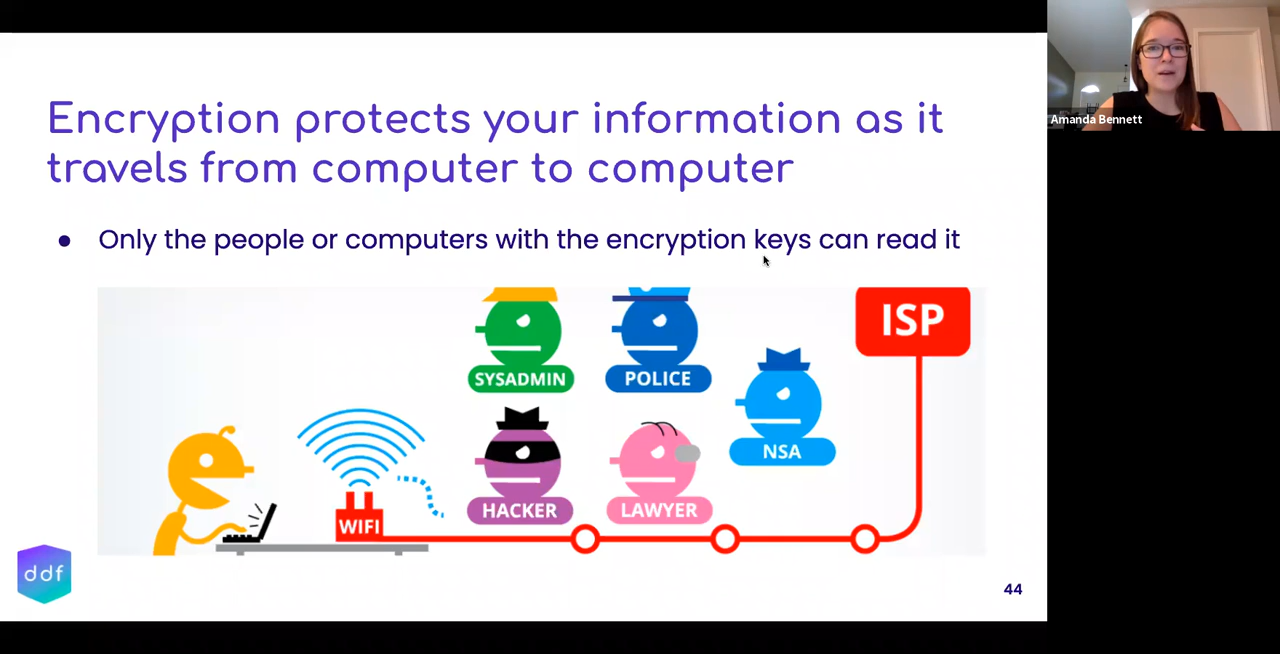 Encryption protects your information as it
travels from computer to computer
● Only the people or computers with the encryption keys can read it
SYSADMIN
POLICE
ISP
NSA
HACKER
LAWYER
WIFI
ddf
44
Amanda Bennett